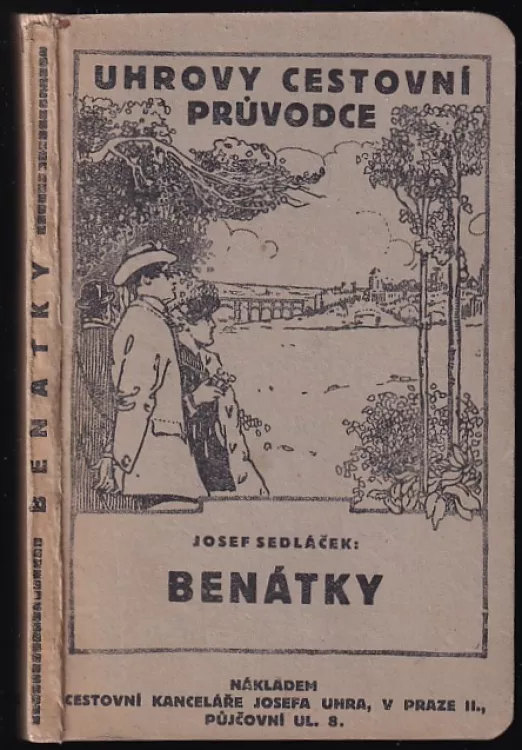 UHROVY CESTOVNÍ
PRŮVODCE
JOSEF SEDLÁČEK:
BENÁTKY
NÁKLADEM
CESTOVNÍ KANCELÁŘE JOSEFA UHRA, V PRAZE II.,
PŮJČOVNÍ UL. 8.
BENÁTKY